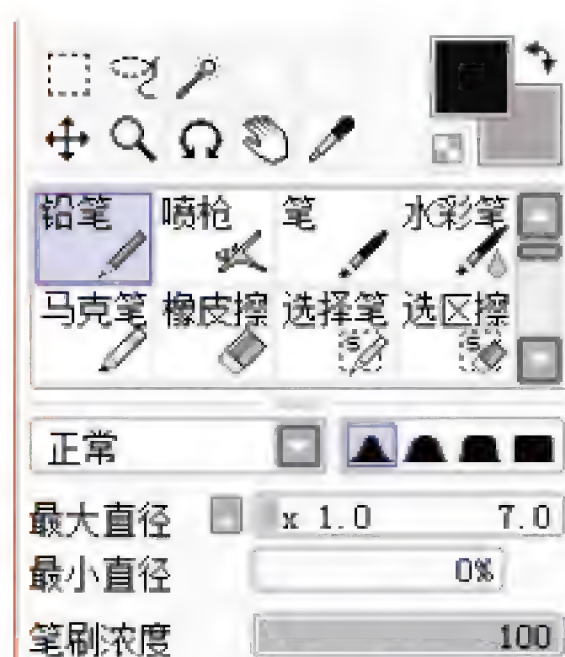 铅笔 喷枪 笔 水彩笔
马克笔 橡皮擦 选择笔 选区擦
正常
最大直径 x 1.0 7.0
最小直径 0%
笔刷浓度 100